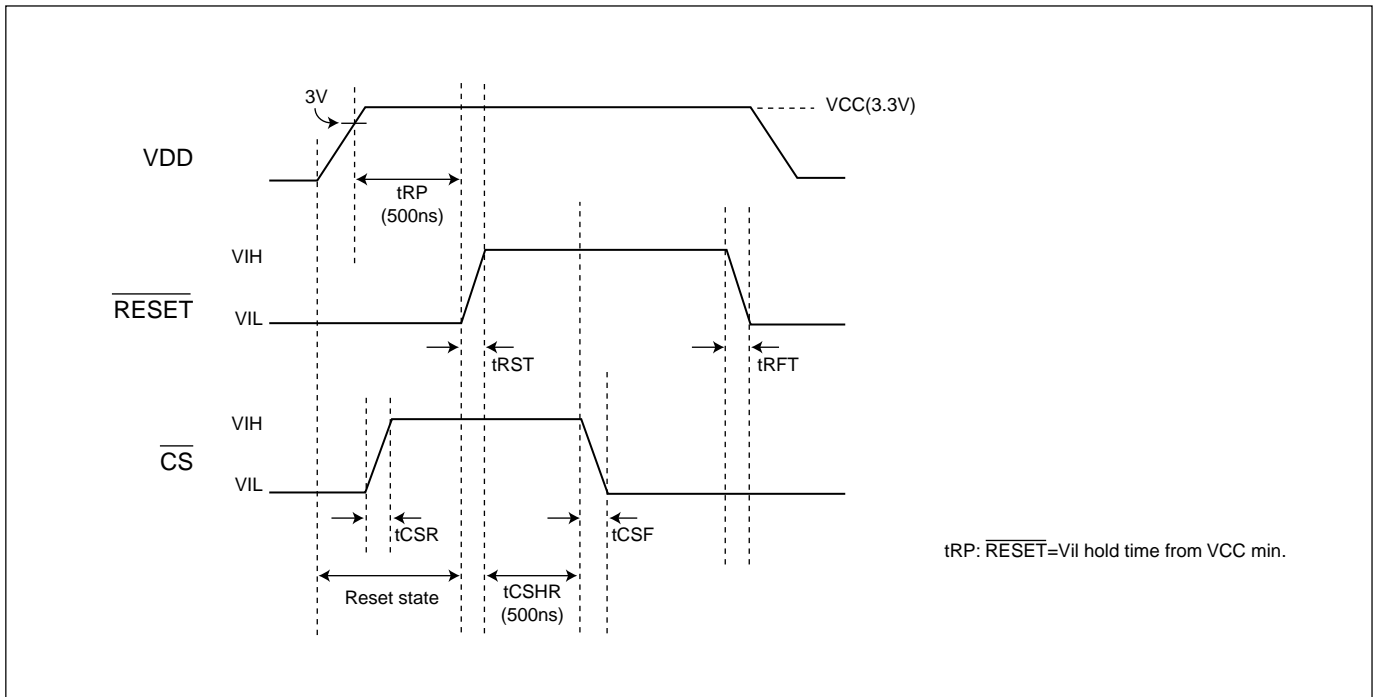 3V
VCC(3.3V)
VDD
tRP
(500ns)
VIH
RESET
VIL
tRST
tRFT
VIH
CS
VIL
tCSR
tCSF
tRP: RESET=Vil hold time from VCC min.
Reset state
tCSHR
(500ns)